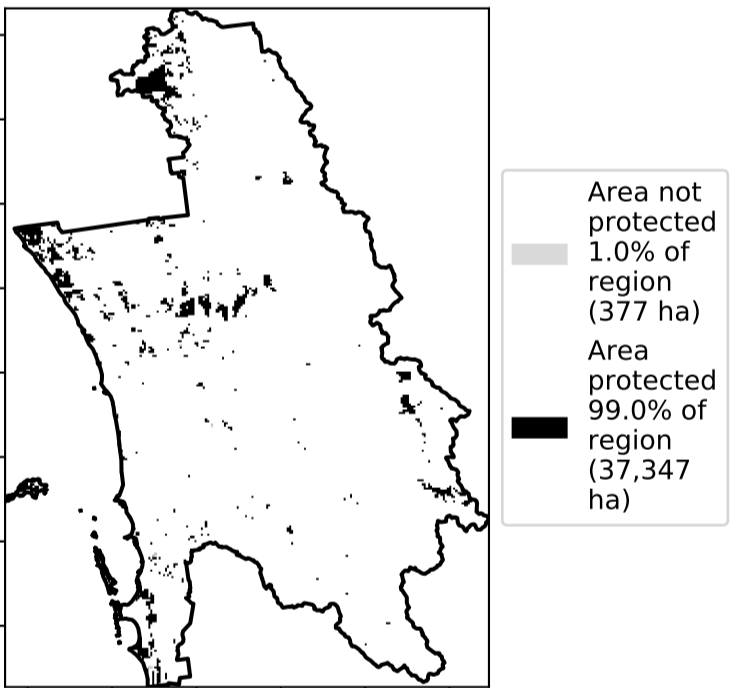 Area not
protected
1.0% of
region
(377 ha)
Area
protected
99.0% of
region
(37,347
ha)